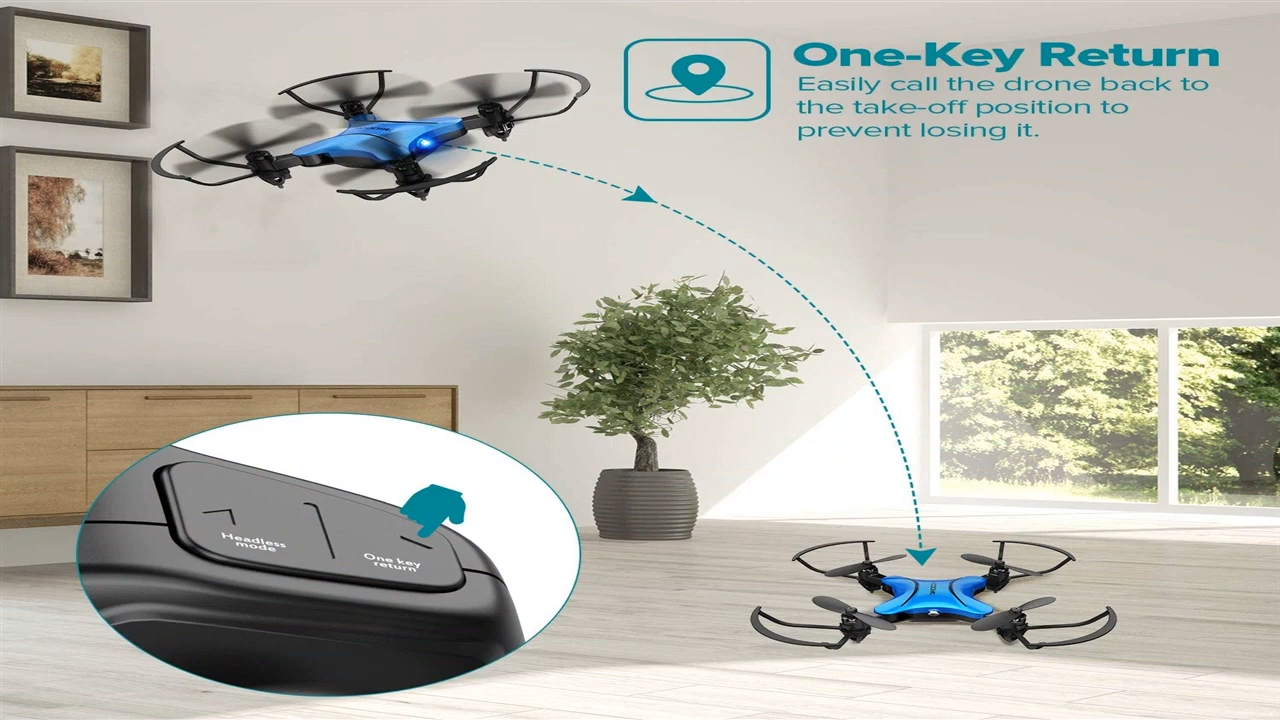 One-Key Return
Easily call the drone back to
the take-off position to
prevent losing it.
Headless
mode
One key
return